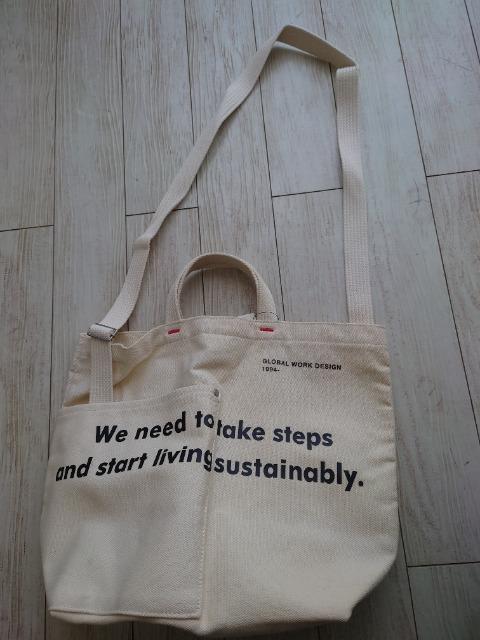 GLOBAL WORK DESIGN
1994-
We need to take steps
and start living sustainably.